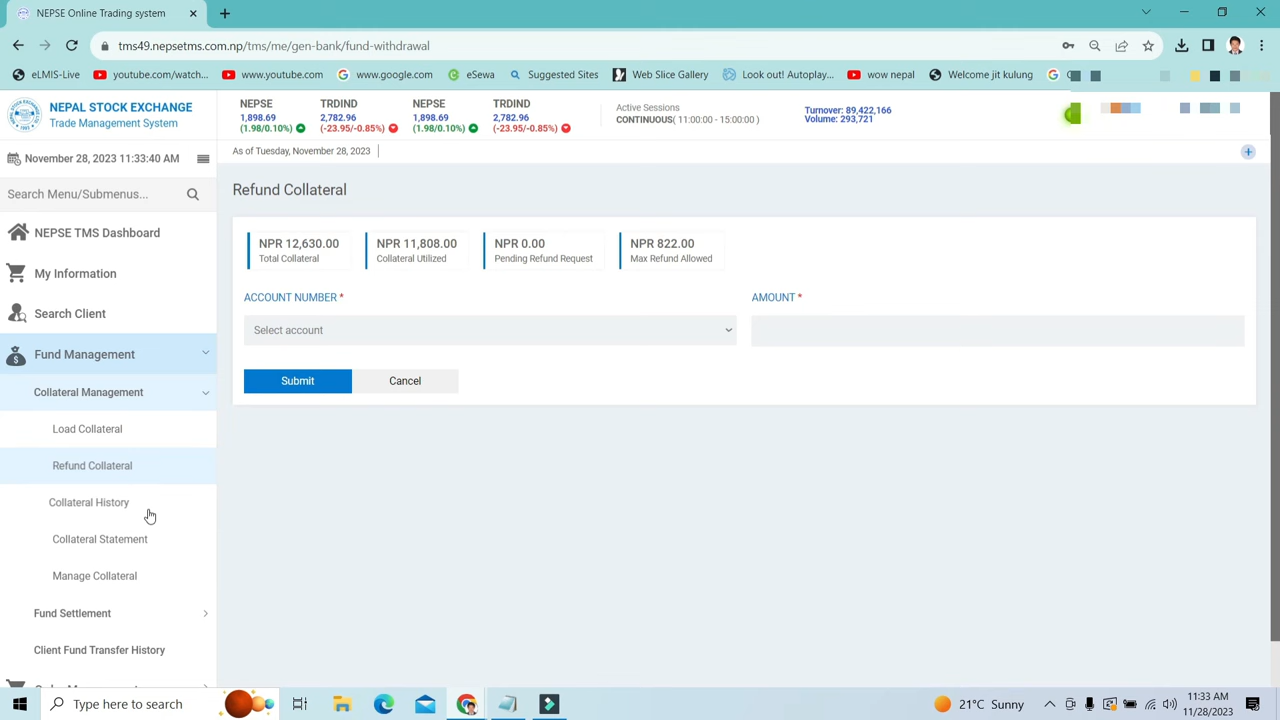 NEPSE Online Trading
tms49.nepsetms.com.np/tms/me/gen-bank/fund-withdrawal
eLMIS-Live
youtube.com/watch...
www.youtube.com
www.google.com
eSewa
Suggested Sites
Web Slice Gallery
Look out! Autoplay...
wow nepal
Welcome jit kulung
NEPAL STOCK EXCHANGE
Trade Management System
NEPSE TRDIND NEPSE TRDIND
1,898.69 2,782.96 1,898.69 2,782.96
(1.98/0.10%) (-23.95/-0.85%) (1.98/0.10%) (-23.95/-0.85%)
Active Sessions
CONTINUOUS( 11:00:00 - 15:00:00 )
Turnover: 89,422,166
Volume: 293,721
November 28, 2023 11:33:40 AM
As of Tuesday, November 28, 2023
Search Menu/Submenus...
NEPSE TMS Dashboard
My Information
Search Client
Fund Management
Collateral Management
Load Collateral
Refund Collateral
Collateral History
Collateral Statement
Manage Collateral
Fund Settlement
Client Fund Transfer History
Refund Collateral
NPR 12,630.00 NPR 11,808.00 NPR 0.00 NPR 822.00
Total Collateral Collateral Utilized Pending Refund Request Max Refund Allowed
ACCOUNT NUMBER *
Select account
AMOUNT *
Submit
Cancel
Type here to search
21°C Sunny
11:33 AM
11/28/2023